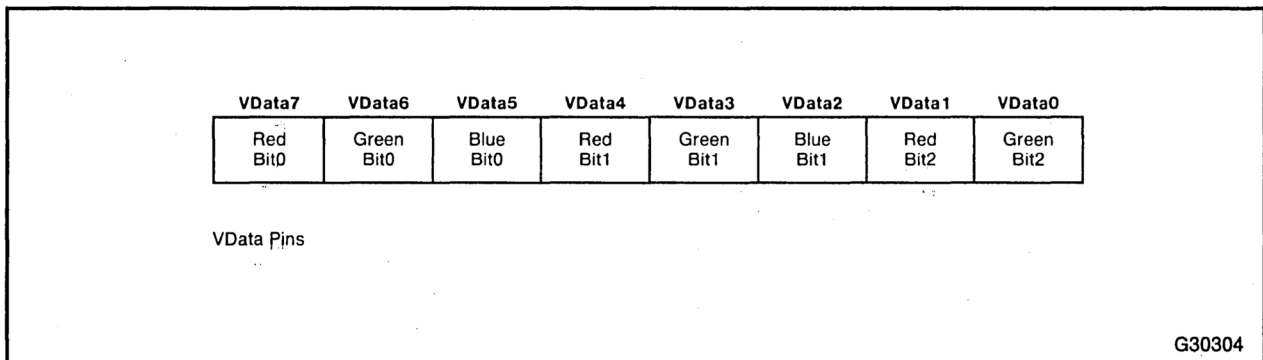 VData7 VData6 VData5 VData4 VData3 VData2 VData1 VData0
Red Green Blue Red Green Blue Red Green
Bit0 Bit0 Bit0 Bit1 Bit1 Bit1 Bit2 Bit2
VData Pins
G30304